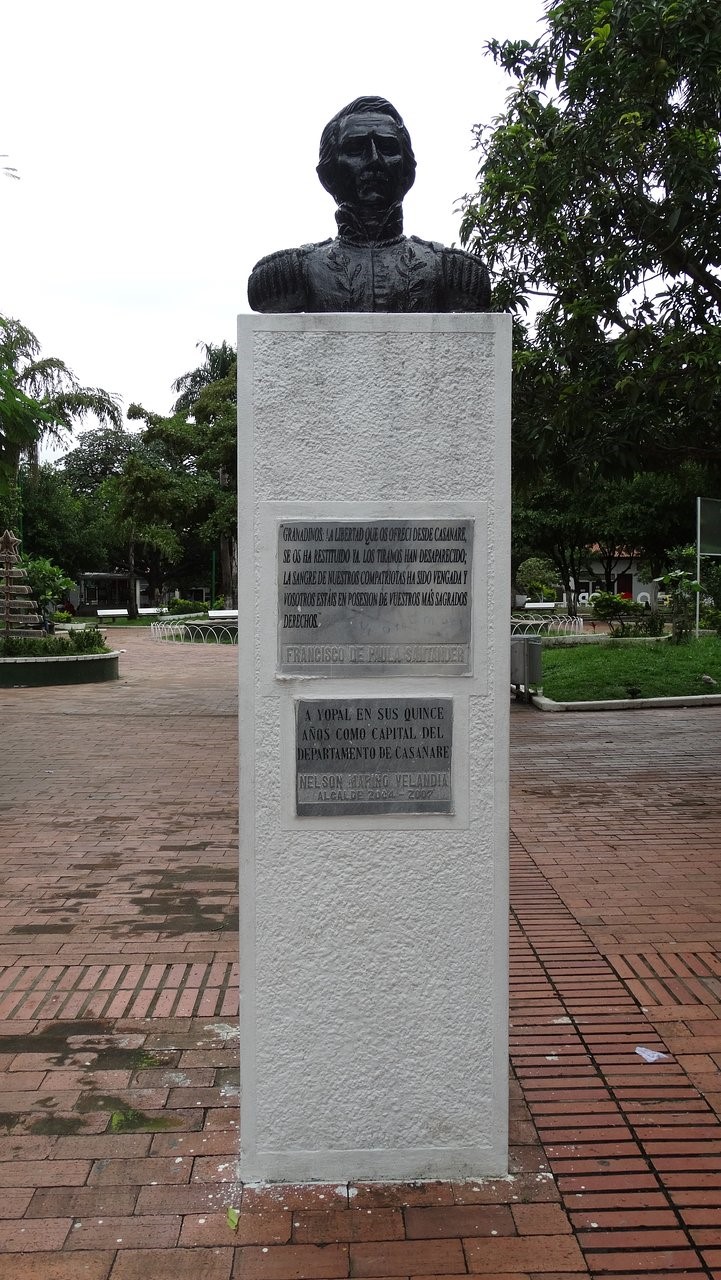 "GRANADINOS: LA LIBERTAD QUE OS OFRECI DESDE CASANARE,
SE OS HA RESTITUIDO YA. LOS TIRANOS HAN DESAPARECIDO;
LA SANGRE DE NUESTROS COMPATRIOTAS HA SIDO VENGADA Y
VOSOTROS ESTÁIS EN POSESION DE VUESTROS MÁS SAGRADOS
DERECHOS."
FRANCISCO DE PAULA SANTANDER
A YOPAL EN SUS QUINCE
AÑOS COMO CAPITAL DEL
DEPARTAMENTO DE CASANARE
NELSON MARIÑO VELANDIA
ALCALDE 2004 - 2007